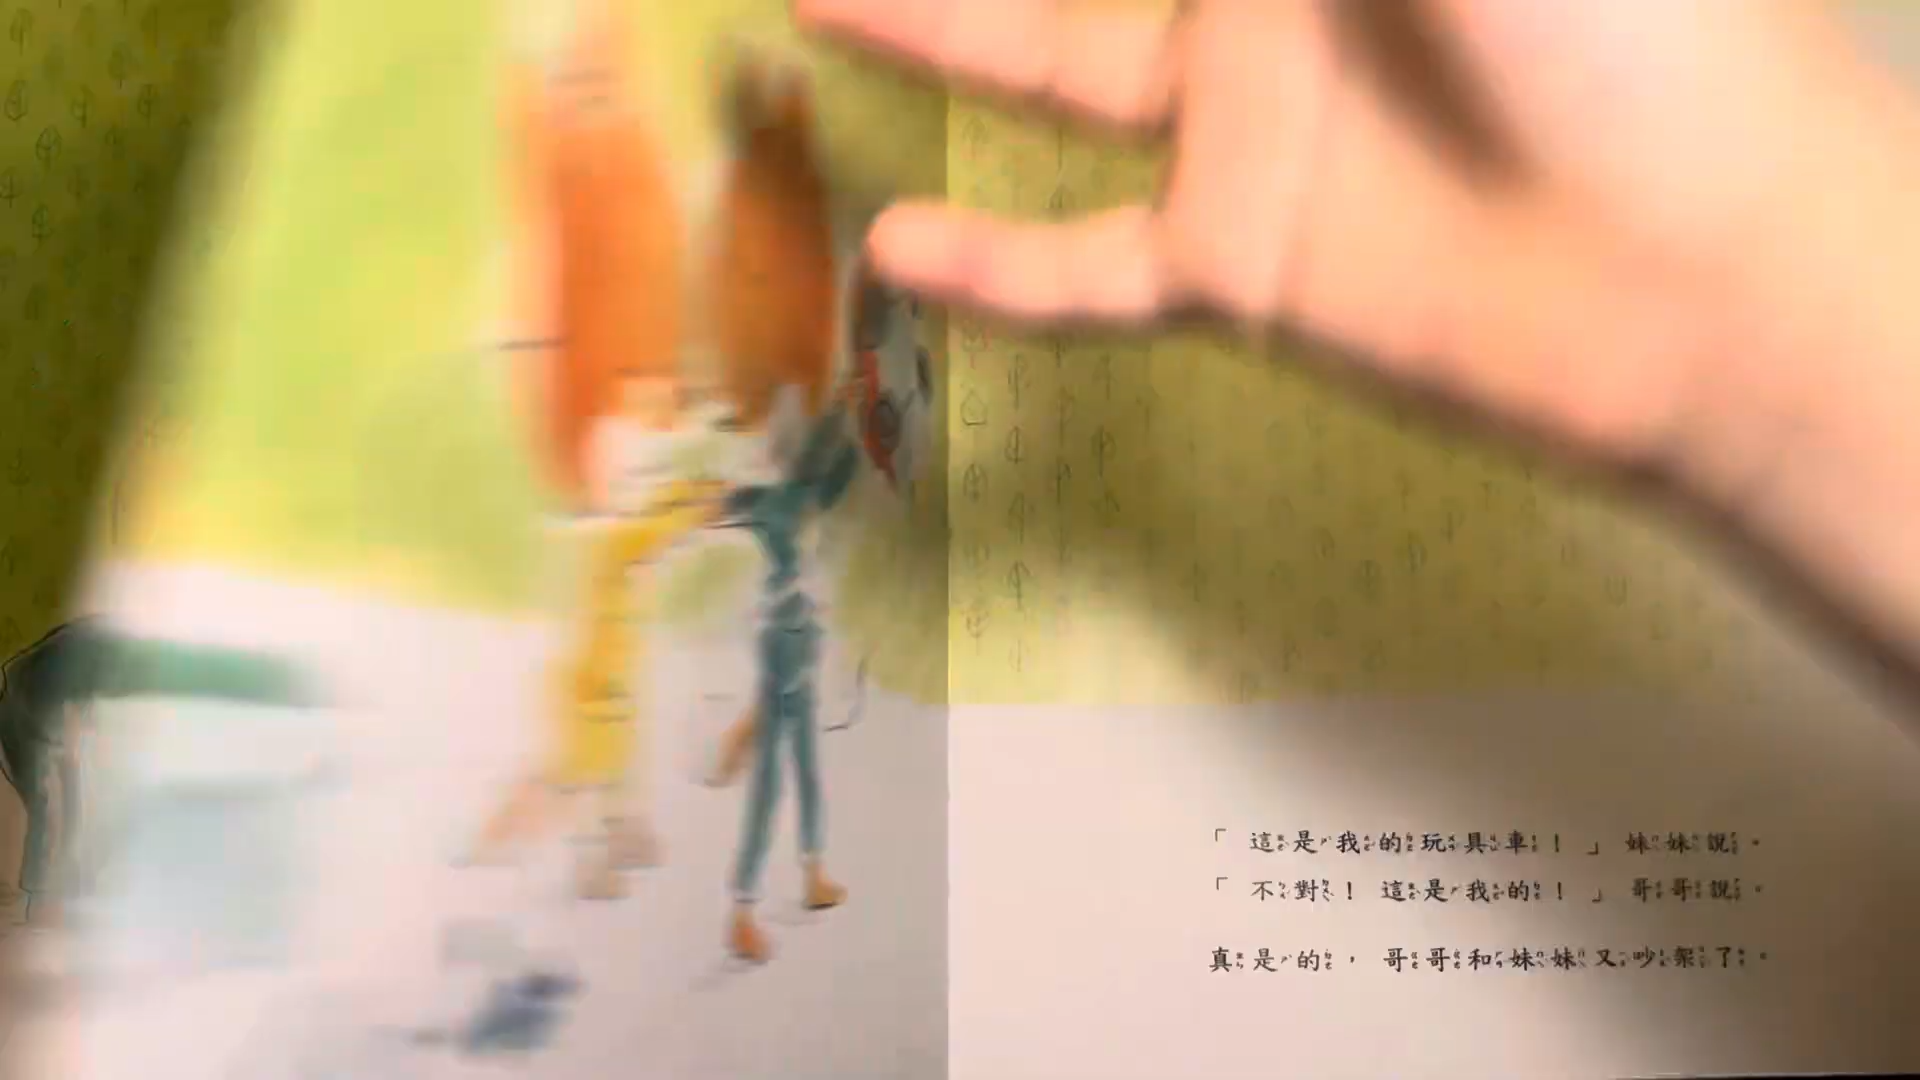 「這是我的玩具車！」妹妹說。
「不對！這是我的！」哥哥說。
真是的，哥哥和妹妹又吵架了。